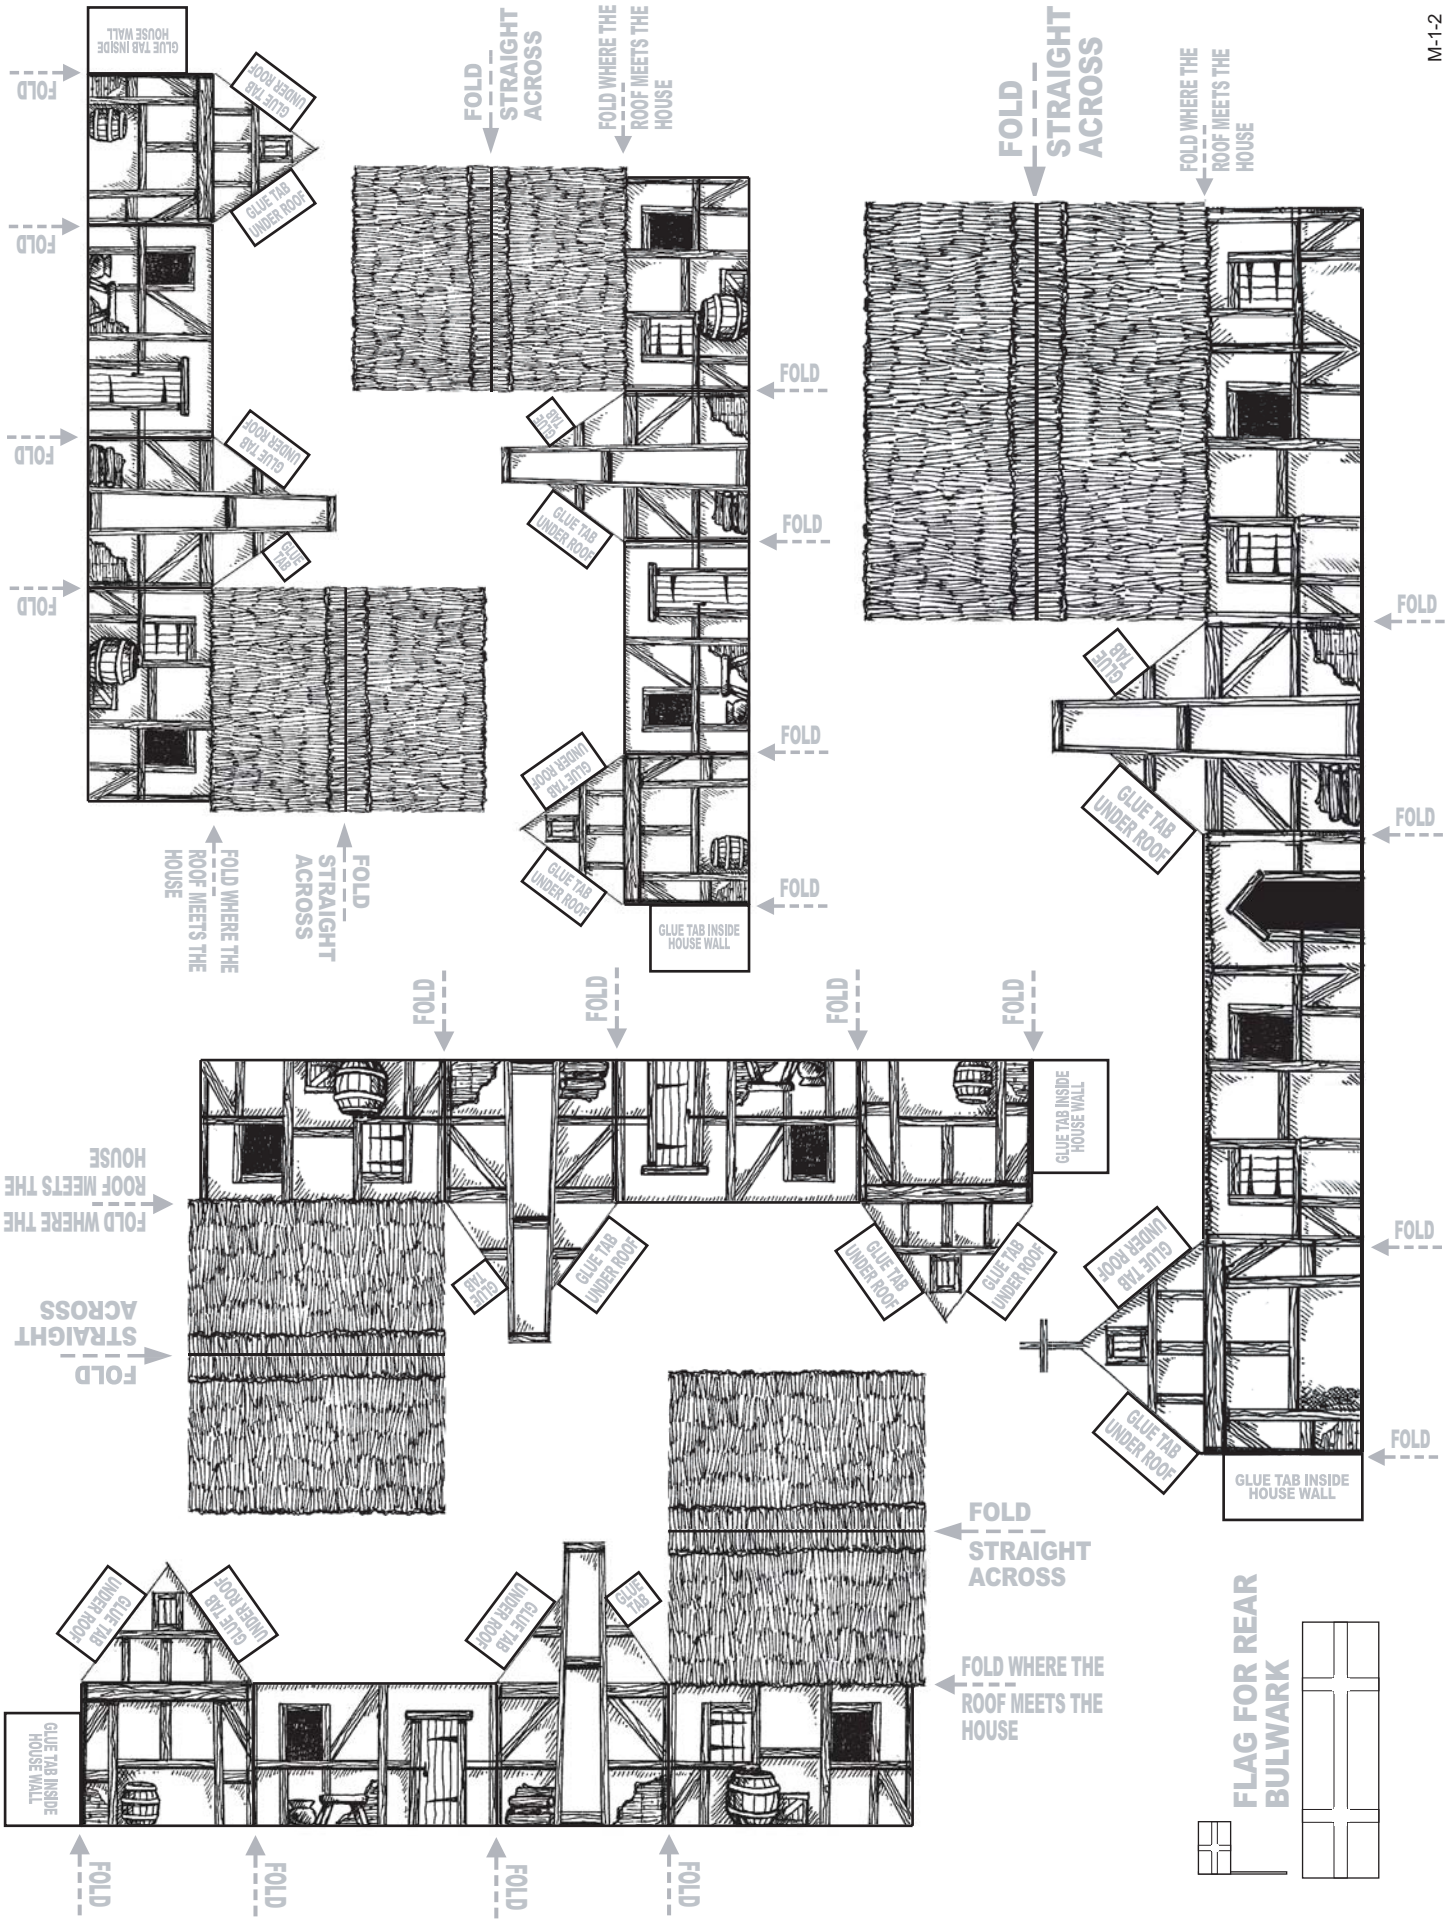 M-1-2
GLUE TAB INSIDE
HOUSE WALL
FOLD
GLUE TAB
UNDER ROOF
GLUE TAB
UNDER ROOF
FOLD
FOLD
GLUE TAB
UNDER ROOF
GLUE
TAB
FOLD
FOLD WHERE THE
ROOF MEETS THE
HOUSE
FOLD
STRAIGHT
ACROSS
FOLD
STRAIGHT
ACROSS
FOLD WHERE THE
ROOF MEETS THE
HOUSE
FOLD
GLUE
TAB
GLUE TAB
UNDER ROOF
FOLD
FOLD
GLUE TAB
UNDER ROOF
GLUE TAB
UNDER ROOF
FOLD
GLUE TAB INSIDE
HOUSE WALL
FOLD
STRAIGHT
ACROSS
FOLD WHERE THE
ROOF MEETS THE
HOUSE
FOLD
GLUE
TAB
GLUE TAB
UNDER ROOF
FOLD
FOLD
GLUE TAB
UNDER ROOF
GLUE TAB
UNDER ROOF
FOLD
GLUE TAB INSIDE
HOUSE WALL
FOLD
FOLD
FOLD
FOLD
GLUE TAB INSIDE
HOUSE WALL
FOLD WHERE THE
ROOF MEETS THE
HOUSE
FOLD
STRAIGHT
ACROSS
GLUE
TAB
GLUE TAB
UNDER ROOF
GLUE TAB
UNDER ROOF
GLUE TAB
UNDER ROOF
FOLD
STRAIGHT
ACROSS
FOLD WHERE THE
ROOF MEETS THE
HOUSE
GLUE TAB
UNDER ROOF
GLUE TAB
UNDER ROOF
GLUE TAB
UNDER ROOF
GLUE
TAB
GLUE TAB INSIDE
HOUSE WALL
FOLD
FOLD
FOLD
FOLD
FLAG FOR REAR
BULWARK